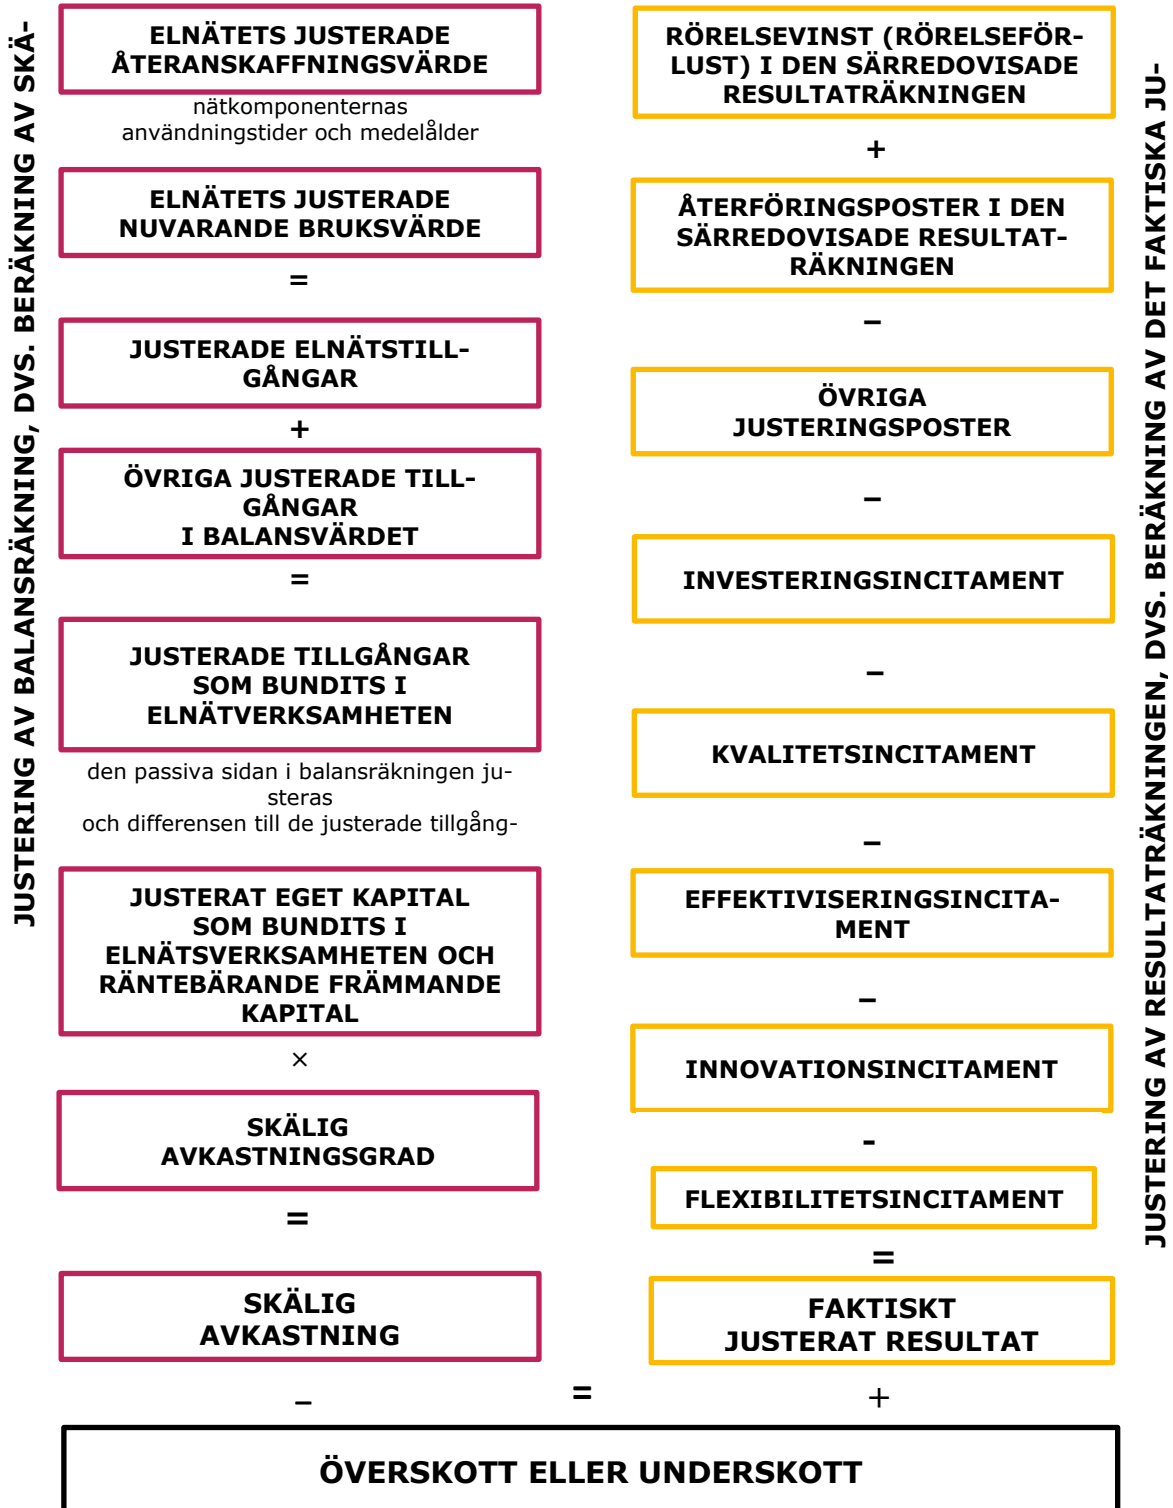 JUSTERING AV BALANSRÄKNING, DVS. BERÄKNING AV SKÄ-
ELNÄTETS JUSTERADE
ÅTERANSKAFFNINGSVÄRDE
nätkomponenternas
användningstider och medelålder
ELNÄTETS JUSTERADE
NUVARANDE BRUKSVÄRDE
=
JUSTERADE ELNÄTSTILL-
GÅNGAR
+
ÖVRIGA JUSTERADE TILL-
GÅNGAR
I BALANSVÄRDET
=
JUSTERADE TILLGÅNGAR
SOM BUNDITS I
ELNÄTVERKSAMHETEN
den passiva sidan i balansräkningen ju-
steras
och differensen till de justerade tillgång-
JUSTERAT EGET KAPITAL
SOM BUNDITS I
ELNÄTSVERKSAMHETEN OCH
RÄNTEBÄRANDE FRÄMMANDE
KAPITAL
×
SKÄLIG
AVKASTNINGSGRAD
=
SKÄLIG
AVKASTNING
–
RÖRELSEVINST (RÖRELSEFÖR-
LUST) I DEN SÄRREDOVISADE
RESULTATRÄKNINGEN
+
ÅTERFÖRINGSPOSTER I DEN
SÄRREDOVISADE RESULTAT-
RÄKNINGEN
–
ÖVRIGA
JUSTERINGSPOSTER
–
INVESTERINGSINCITAMENT
–
KVALITETSINCITAMENT
–
EFFEKTIVISERINGSINCITA-
MENT
–
INNOVATIONSINCITAMENT
-
FLEXIBILITETSINCITAMENT
=
FAKTISKT
JUSTERAT RESULTAT
+
JUSTERING AV RESULTATRÄKNINGEN, DVS. BERÄKNING AV DET FAKTISKA JU-
=
ÖVERSKOTT ELLER UNDERSKOTT